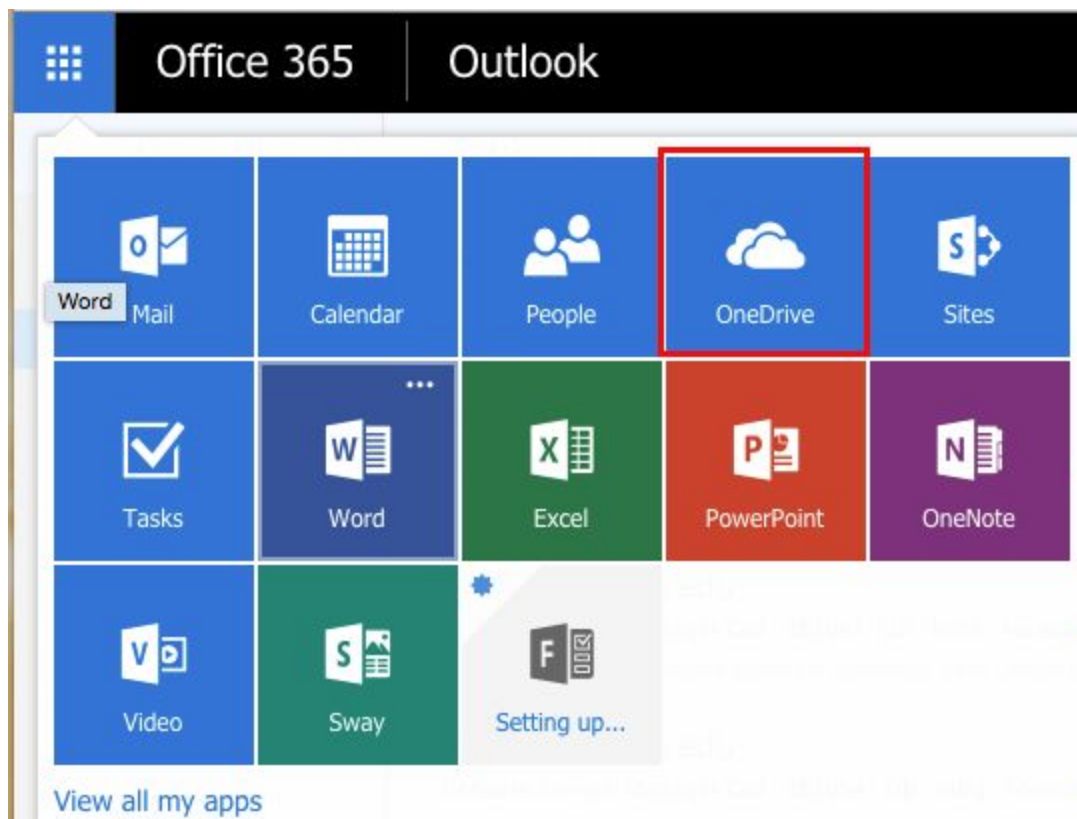 Office 365 Outlook
Mail Calendar People OneDrive Sites
Word
Tasks Word Excel PowerPoint OneNote
Video Sway Setting up...
View all my apps